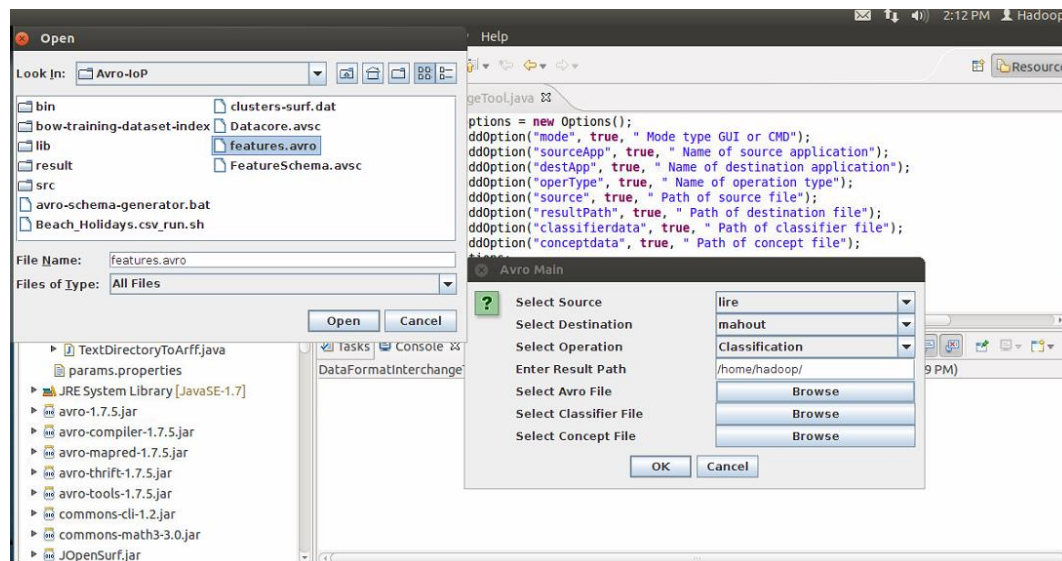 2:12 PM Hadoop
Open
Help
Look In: Avro-IoP
Resource
geTool.java
bin
bow-training-dataset-index
lib
result
src
avro-schema-generator.bat
Beach_Holidays.csv_run.sh
clusters-surf.dat
Datacore.avsc
features.avro
FeatureSchema.avsc
File Name: features.avro
Files of Type: All Files
Open Cancel
ptions = new Options();
ddOption("mode", true, " Mode type GUI or CMD");
ddOption("sourceApp", true, " Name of source application");
ddOption("destApp", true, " Name of destination application");
ddOption("operType", true, " Name of operation type");
ddOption("source", true, " Path of source file");
ddOption("resultPath", true, " Path of destination file");
ddOption("classifierdata", true, " Path of classifier file");
ddOption("conceptdata", true, " Path of concept file");
Avro Main
Select Source lire
Select Destination mahout
Select Operation Classification
Enter Result Path /home/hadoop/
Select Avro File Browse
Select Classifier File Browse
Select Concept File Browse
OK Cancel
Tasks Console
DataFormatInterchange
9 PM)
TextDirectoryToArff.java
params.properties
JRE System Library [JavaSE-1.7]
avro-1.7.5.jar
avro-compiler-1.7.5.jar
avro-mapred-1.7.5.jar
avro-thrift-1.7.5.jar
avro-tools-1.7.5.jar
commons-cli-1.2.jar
commons-math3-3.0.jar
JOpenSurf.jar